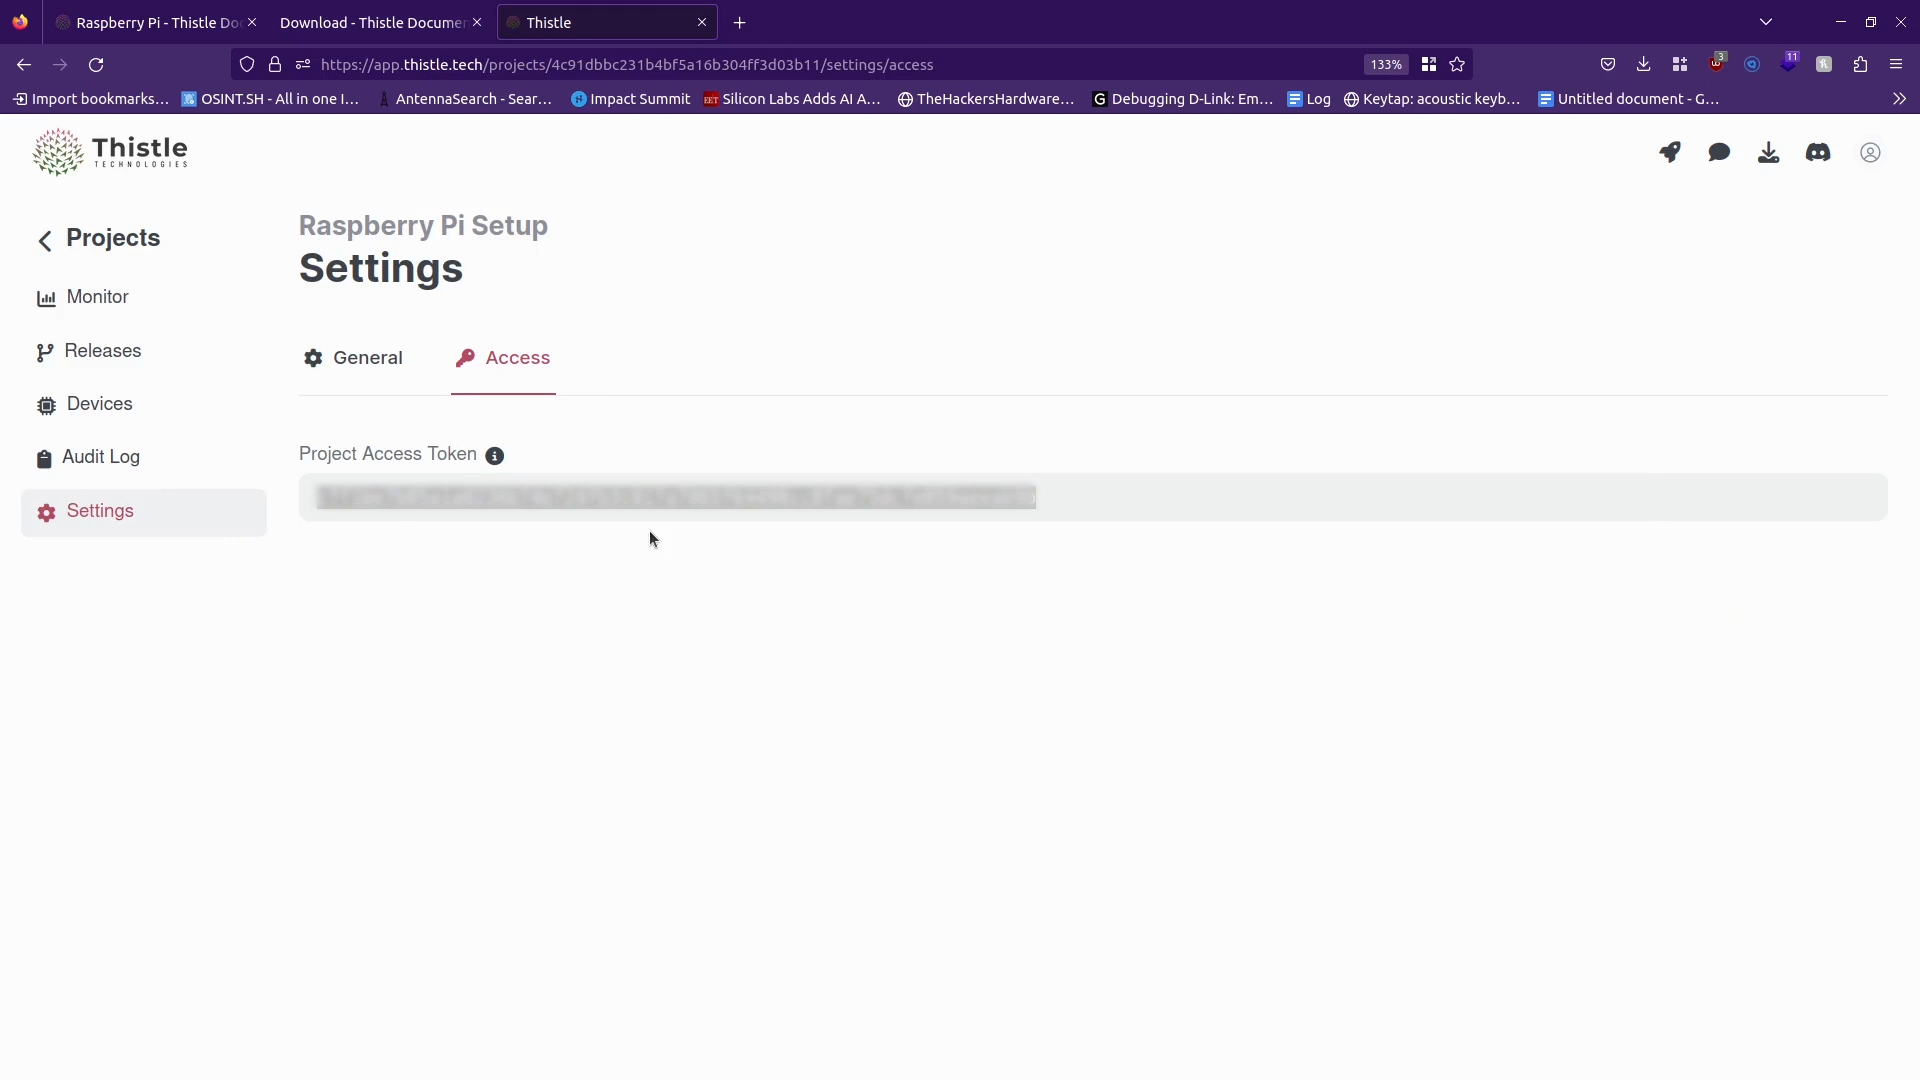 Raspberry Pi - Thistle Do
Download - Thistle Documen
Thistle
https://app.thistle.tech/projects/4c91dbbc231b4bf5a16b304ff3d03b11/settings/access
133%
3
11
Import bookmarks...
OSINT.SH - All in one I...
AntennaSearch - Sear...
Impact Summit
EET
Silicon Labs Adds AI A...
TheHackersHardware...
G
Debugging D-Link: Em...
Log
Keytap: acoustic keyb...
Untitled document - G...
Thistle
TECHNOLOGIES
Projects
Monitor
Releases
Devices
Audit Log
Settings
Raspberry Pi Setup
Settings
General
Access
Project Access Token